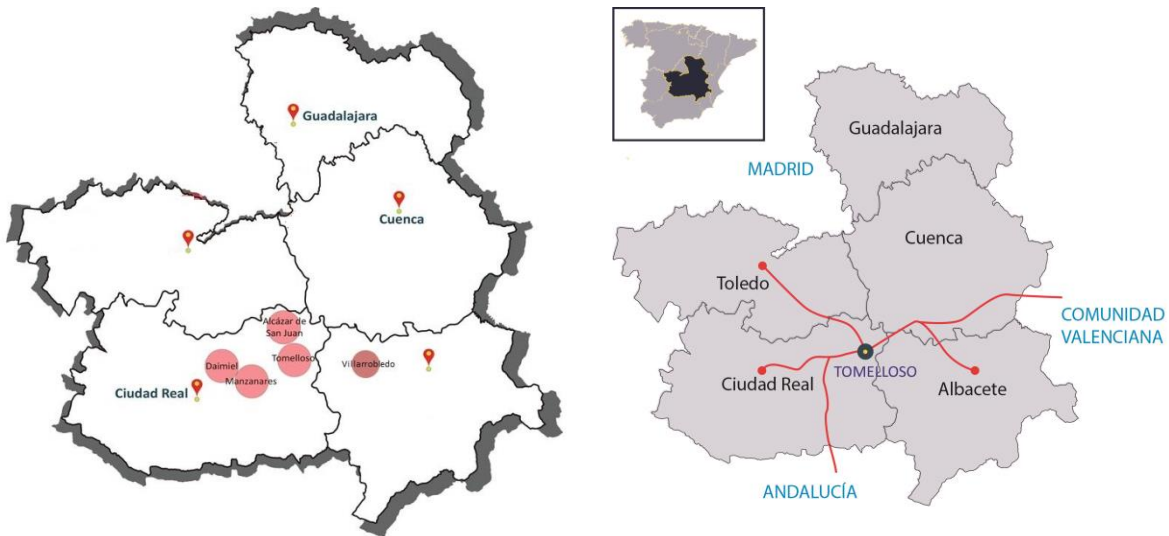 Guadalajara
Cuenca
Alcázar de
San Juan
Daimiel
Tomelloso
Manzanares
Villarrobledo
Ciudad Real
Guadalajara
MADRID
Cuenca
Toledo
COMUNIDAD
VALENCIANA
Ciudad Real
TOMELLOSO
Albacete
ANDALUCÍA